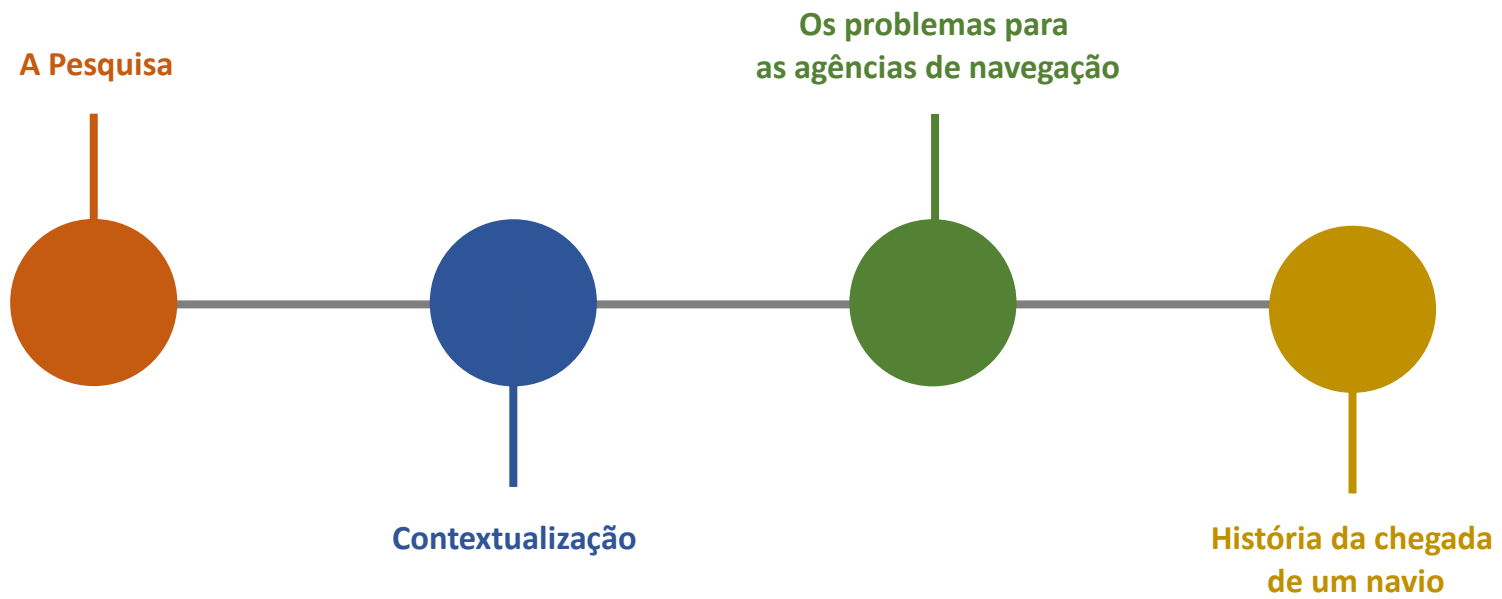 A Pesquisa
Contextualização
Os problemas para
as agências de navegação
História da chegada
de um navio